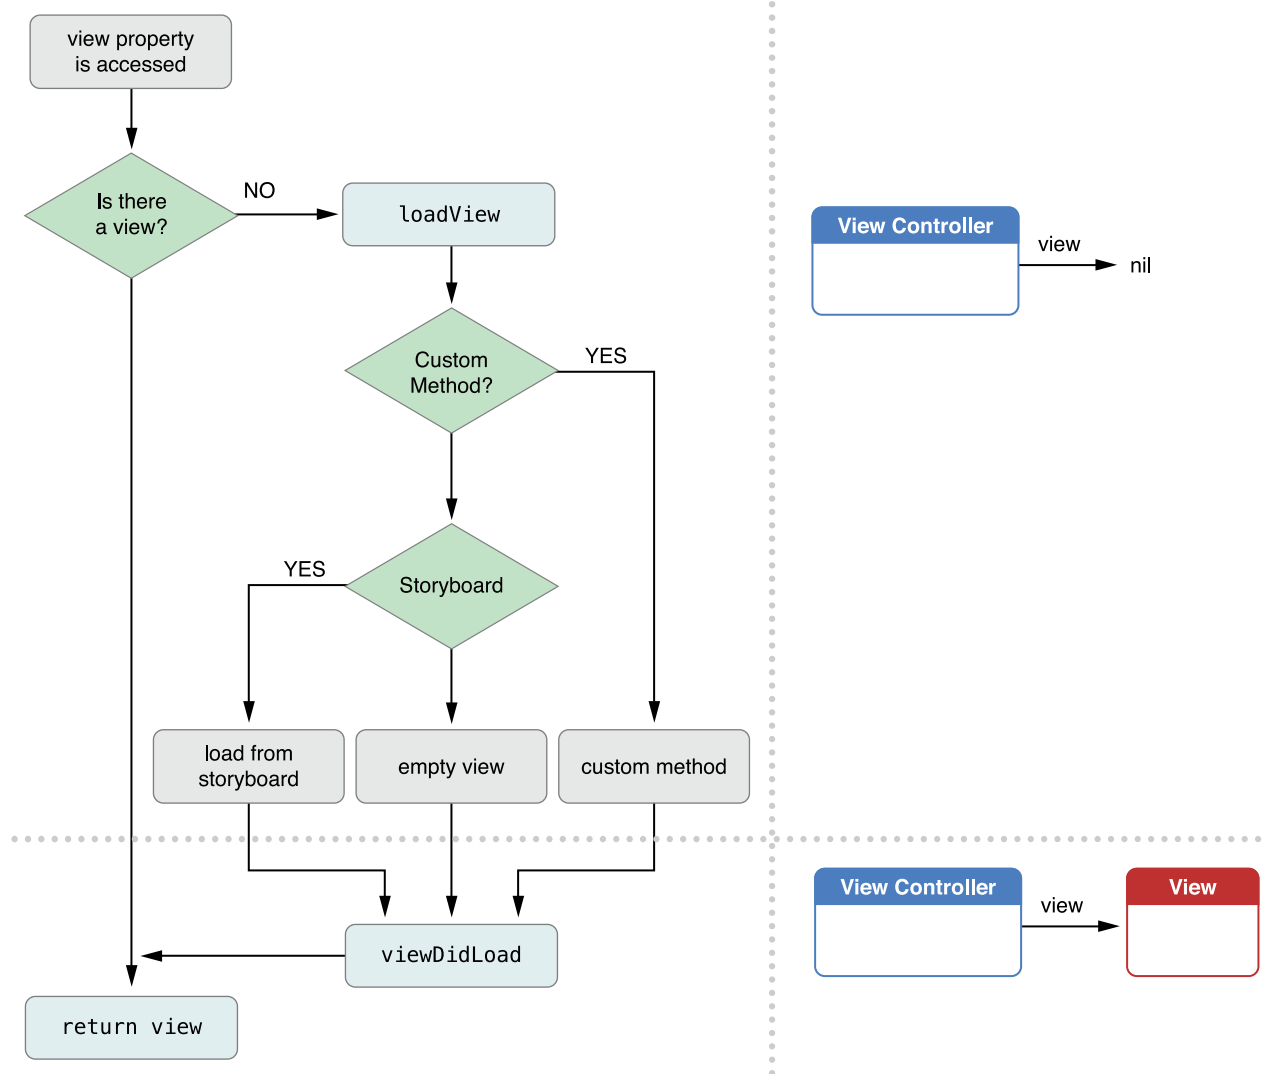 view property
is accessed
Is there
a view?
NO
loadView
Custom
Method?
YES
Storyboard
YES
load from
storyboard
empty view
custom method
viewDidLoad
return view
View Controller
view
nil
View Controller
view
View